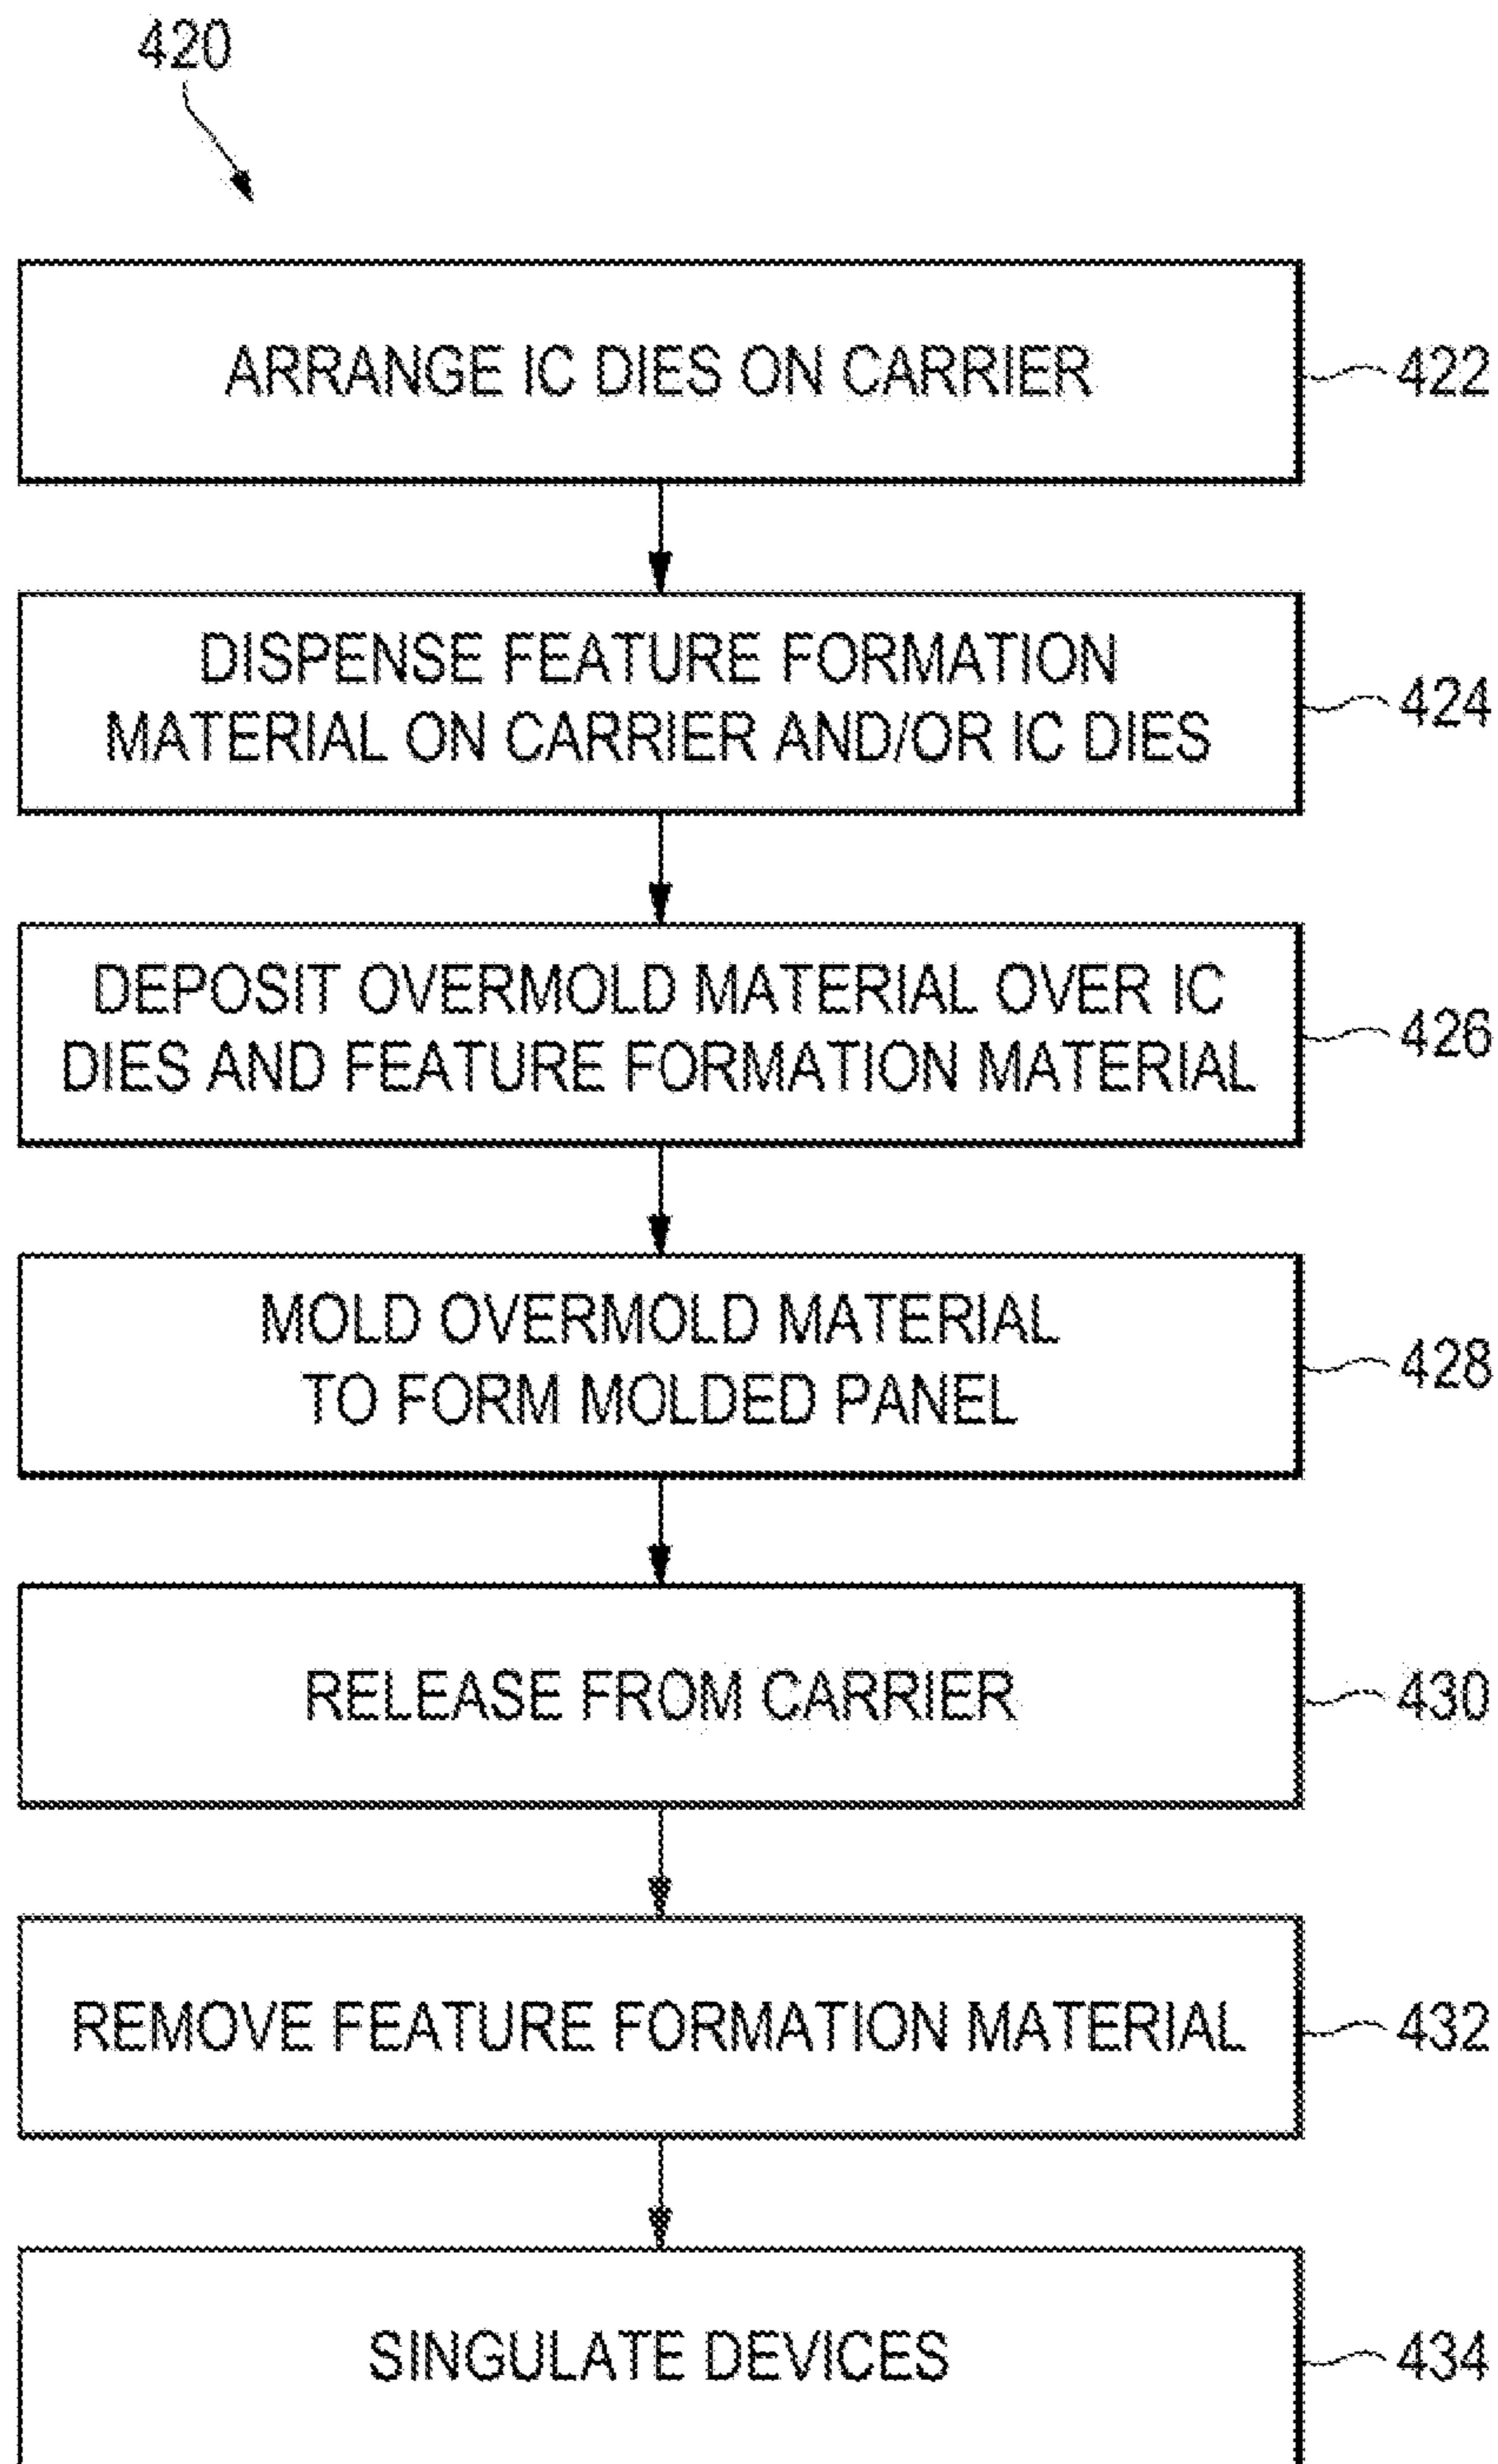 420
ARRANGE IC DIES ON CARRIER
422
DISPENSE FEATURE FORMATION
MATERIAL ON CARRIER AND/OR IC DIES
424
DEPOSIT OVERMOLD MATERIAL OVER IC
DIES AND FEATURE FORMATION MATERIAL
426
MOLD OVERMOLD MATERIAL
TO FORM MOLDED PANEL
428
RELEASE FROM CARRIER
430
REMOVE FEATURE FORMATION MATERIAL
432
SINGULATE DEVICES
434